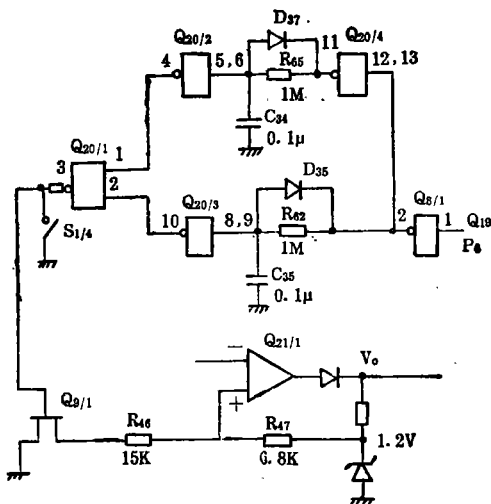 D37
Q20/2
11 Q20/4
4 5,6 12,13
R65
1M
C34
0.1μ
Q20/1
3 1
2
Q20/3
D35
S1/4
10 8,9
R62
1M
2 Q8/1 1 Q19
P6
C35
0.1μ
Q21/1
−
V0
+
Q9/1
R46 R47
15K 6.8K
1.2V